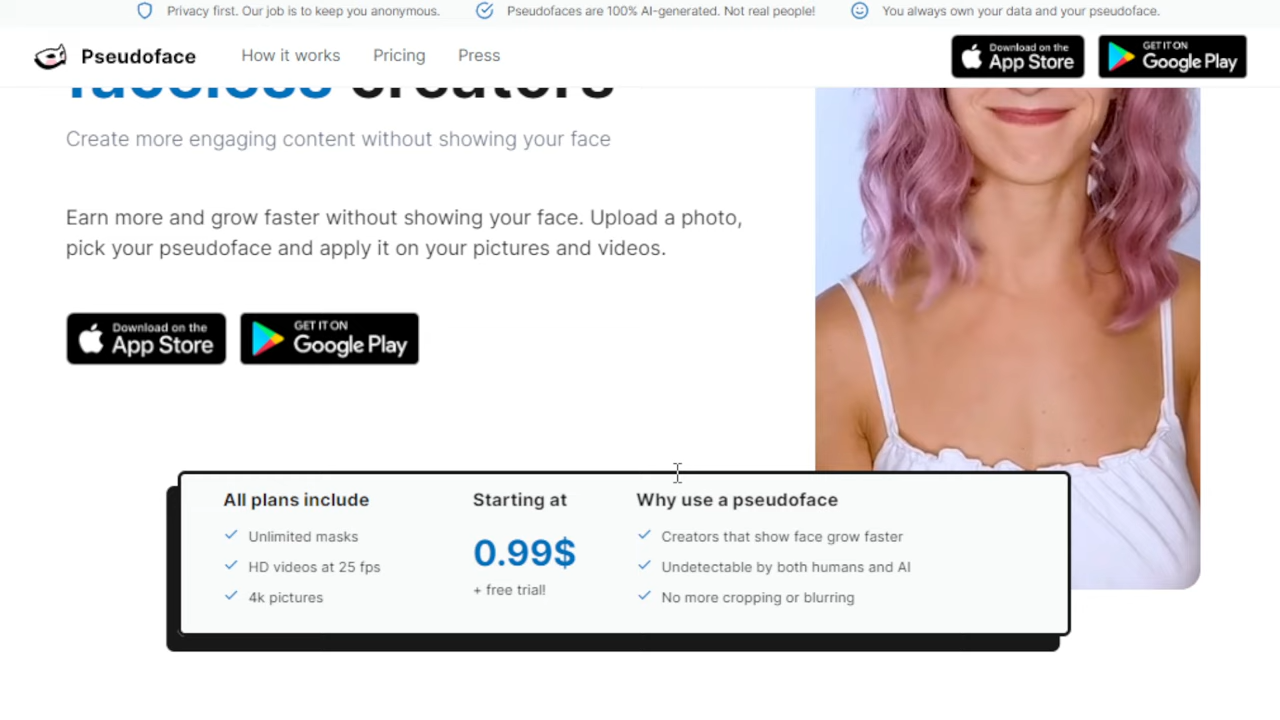 Privacy first. Our job is to keep you anonymous.
Pseudofaces are 100% AI-generated. Not real people!
You always own your data and your pseudoface.
Pseudoface
How it works
Pricing
Press
Download on the
App Store
GET IT ON
Google Play
faceless creators
Create more engaging content without showing your face
Earn more and grow faster without showing your face. Upload a photo,
pick your pseudoface and apply it on your pictures and videos.
Download on the
App Store
GET IT ON
Google Play
All plans include
Unlimited masks
HD videos at 25 fps
4k pictures
Starting at
0.99$
+ free trial!
Why use a pseudoface
Creators that show face grow faster
Undetectable by both humans and AI
No more cropping or blurring